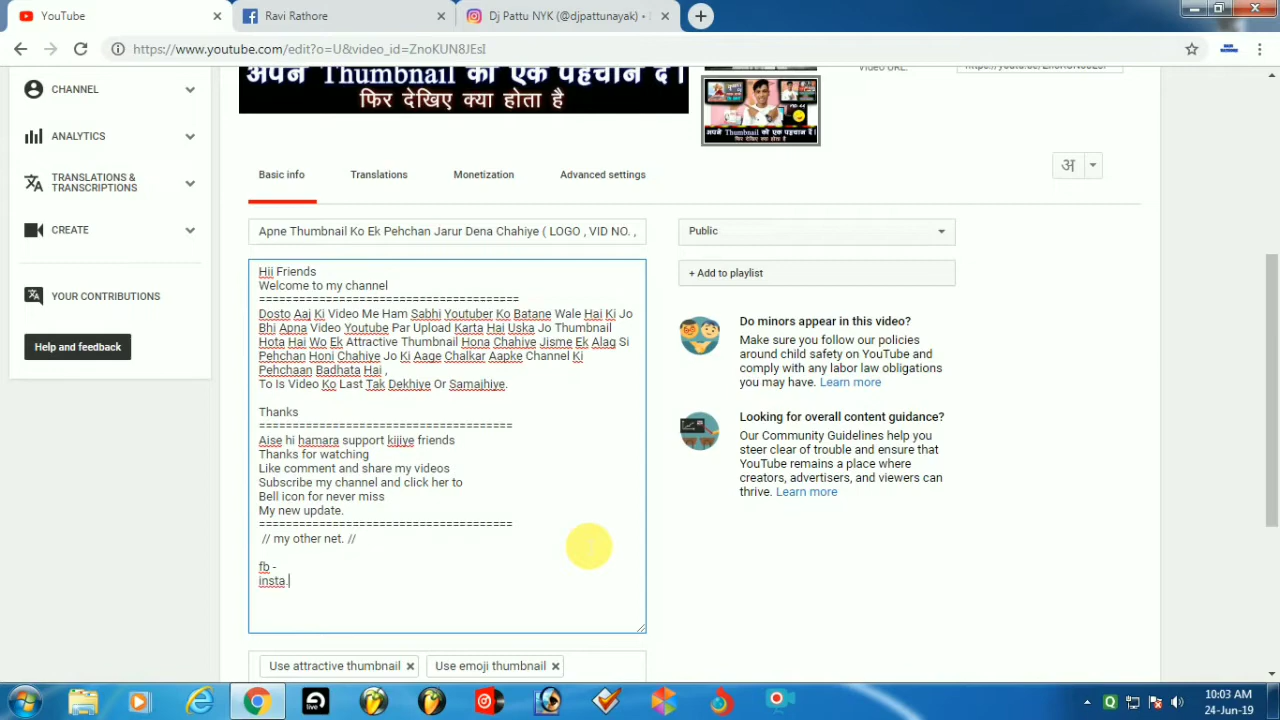 YouTube
Ravi Rathore
Dj Pattu NYK (@djpattunayak) •
https://www.youtube.com/edit?o=U&video_id=ZnoKUN8JEsI
CHANNEL
ANALYTICS
TRANSLATIONS &
TRANSCRIPTIONS
CREATE
YOUR CONTRIBUTIONS
Help and feedback
अपने Thumbnail को एक पहचान दे।
फिर देखिए क्या होता है
अपने Thumbnail को एक पहचान दे।
फिर देखिए क्या होता है
Video URL:
Basic info
Translations
Monetization
Advanced settings
अ
Apne Thumbnail Ko Ek Pehchan Jarur Dena Chahiye ( LOGO , VID NO. ,
Public
+ Add to playlist
Hii Friends
Welcome to my channel
=======================================
Dosto Aaj Ki Video Me Ham Sabhi Youtuber Ko Batane Wale Hai Ki Jo
Bhi Apna Video Youtube Par Upload Karta Hai Uska Jo Thumbnail
Hota Hai Wo Ek Attractive Thumbnail Hona Chahiye Jisme Ek Alag Si
Pehchan Honi Chahiye Jo Ki Aage Chalkar Aapke Channel Ki
Pehchaan Badhata Hai ,
To Is Video Ko Last Tak Dekhiye Or Samajhiye.
Thanks
======================================
Aise hi hamara support kijiye friends
Thanks for watching
Like comment and share my videos
Subscribe my channel and click her to
Bell icon for never miss
My new update.
======================================
// my other net. //
fb -
insta.
Do minors appear in this video?
Make sure you follow our policies
around child safety on YouTube and
comply with any labor law obligations
you may have. Learn more
Looking for overall content guidance?
Our Community Guidelines help you
steer clear of trouble and ensure that
YouTube remains a place where
creators, advertisers, and viewers can
thrive. Learn more
Use attractive thumbnail
Use emoji thumbnail
live
10:03 AM
24-Jun-19